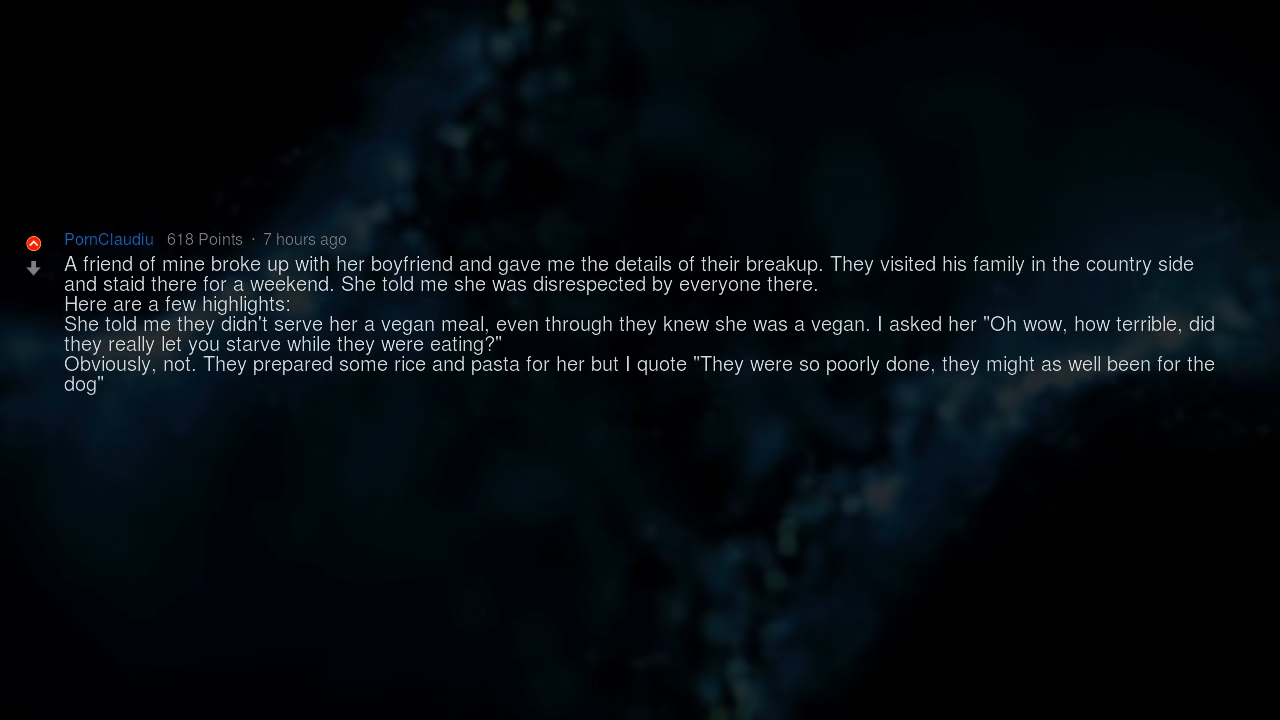 PornClaudiu 618 Points · 7 hours ago
A friend of mine broke up with her boyfriend and gave me the details of their breakup. They visited his family in the country side
and staid there for a weekend. She told me she was disrespected by everyone there.
Here are a few highlights:
She told me they didn't serve her a vegan meal, even through they knew she was a vegan. I asked her "Oh wow, how terrible, did
they really let you starve while they were eating?"
Obviously, not. They prepared some rice and pasta for her but I quote "They were so poorly done, they might as well been for the
dog"